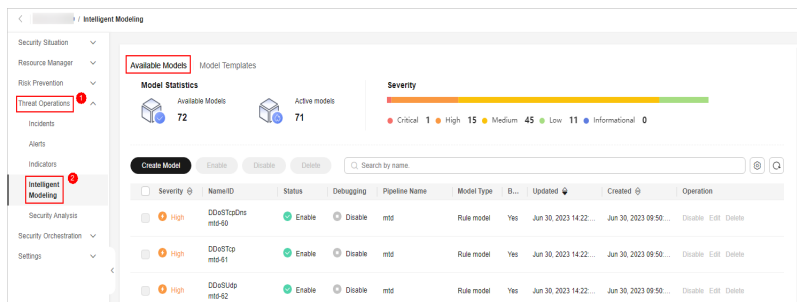 / Intelligent Modeling
Security Situation
Resource Manager
Risk Prevention
Threat Operations 1
Incidents
Alerts
Indicators
Intelligent 2
Modeling
Security Analysis
Security Orchestration
Settings
Available Models Model Templates
Model Statistics
Available Models
72
Active models
71
Severity
Critical 1 High 15 Medium 45 Low 11 Informational 0
Create Model Enable Disable Delete Search by name.
Severity Name/ID Status Debugging Pipeline Name Model Type B... Updated Created Operation
High DDoSTcpDns Enable Disable mtd Rule model Yes Jun 30, 2023 14:22:... Jun 30, 2023 09:50:... Disable Edit Delete
mtd-60
High DDoSTcp Enable Disable mtd Rule model Yes Jun 30, 2023 14:22:... Jun 30, 2023 09:50:... Disable Edit Delete
mtd-61
High DDoSUdp Enable Disable mtd Rule model Yes Jun 30, 2023 14:22:... Jun 30, 2023 09:50:... Disable Edit Delete
mtd-62